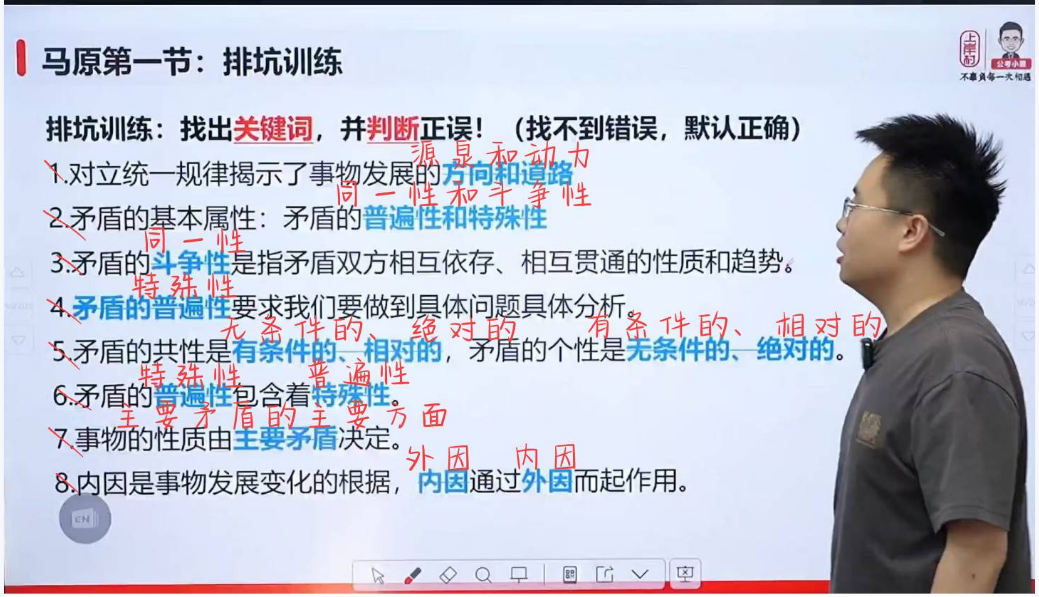 马原第一节：排坑训练
上岸村
公考小鹿
不辜负每一次相遇
排坑训练：找出关键词，并判断正误！（找不到错误，默认正确）
源泉和动力
1.对立统一规律揭示了事物发展的方向和道路
同一性和斗争性
2.矛盾的基本属性：矛盾的普遍性和特殊性
同一性
3.矛盾的斗争性是指矛盾双方相互依存、相互贯通的性质和趋势。
特殊性
4.矛盾的普遍性要求我们要做到具体问题具体分析。
无条件的、绝对的 有条件的、相对的
5.矛盾的共性是有条件的、相对的，矛盾的个性是无条件的、绝对的。
特殊性 普遍性
6.矛盾的普遍性包含着特殊性。
主要矛盾的主要方面
7.事物的性质由主要矛盾决定。
外因 内因
8.内因是事物发展变化的根据，内因通过外因而起作用。
EN